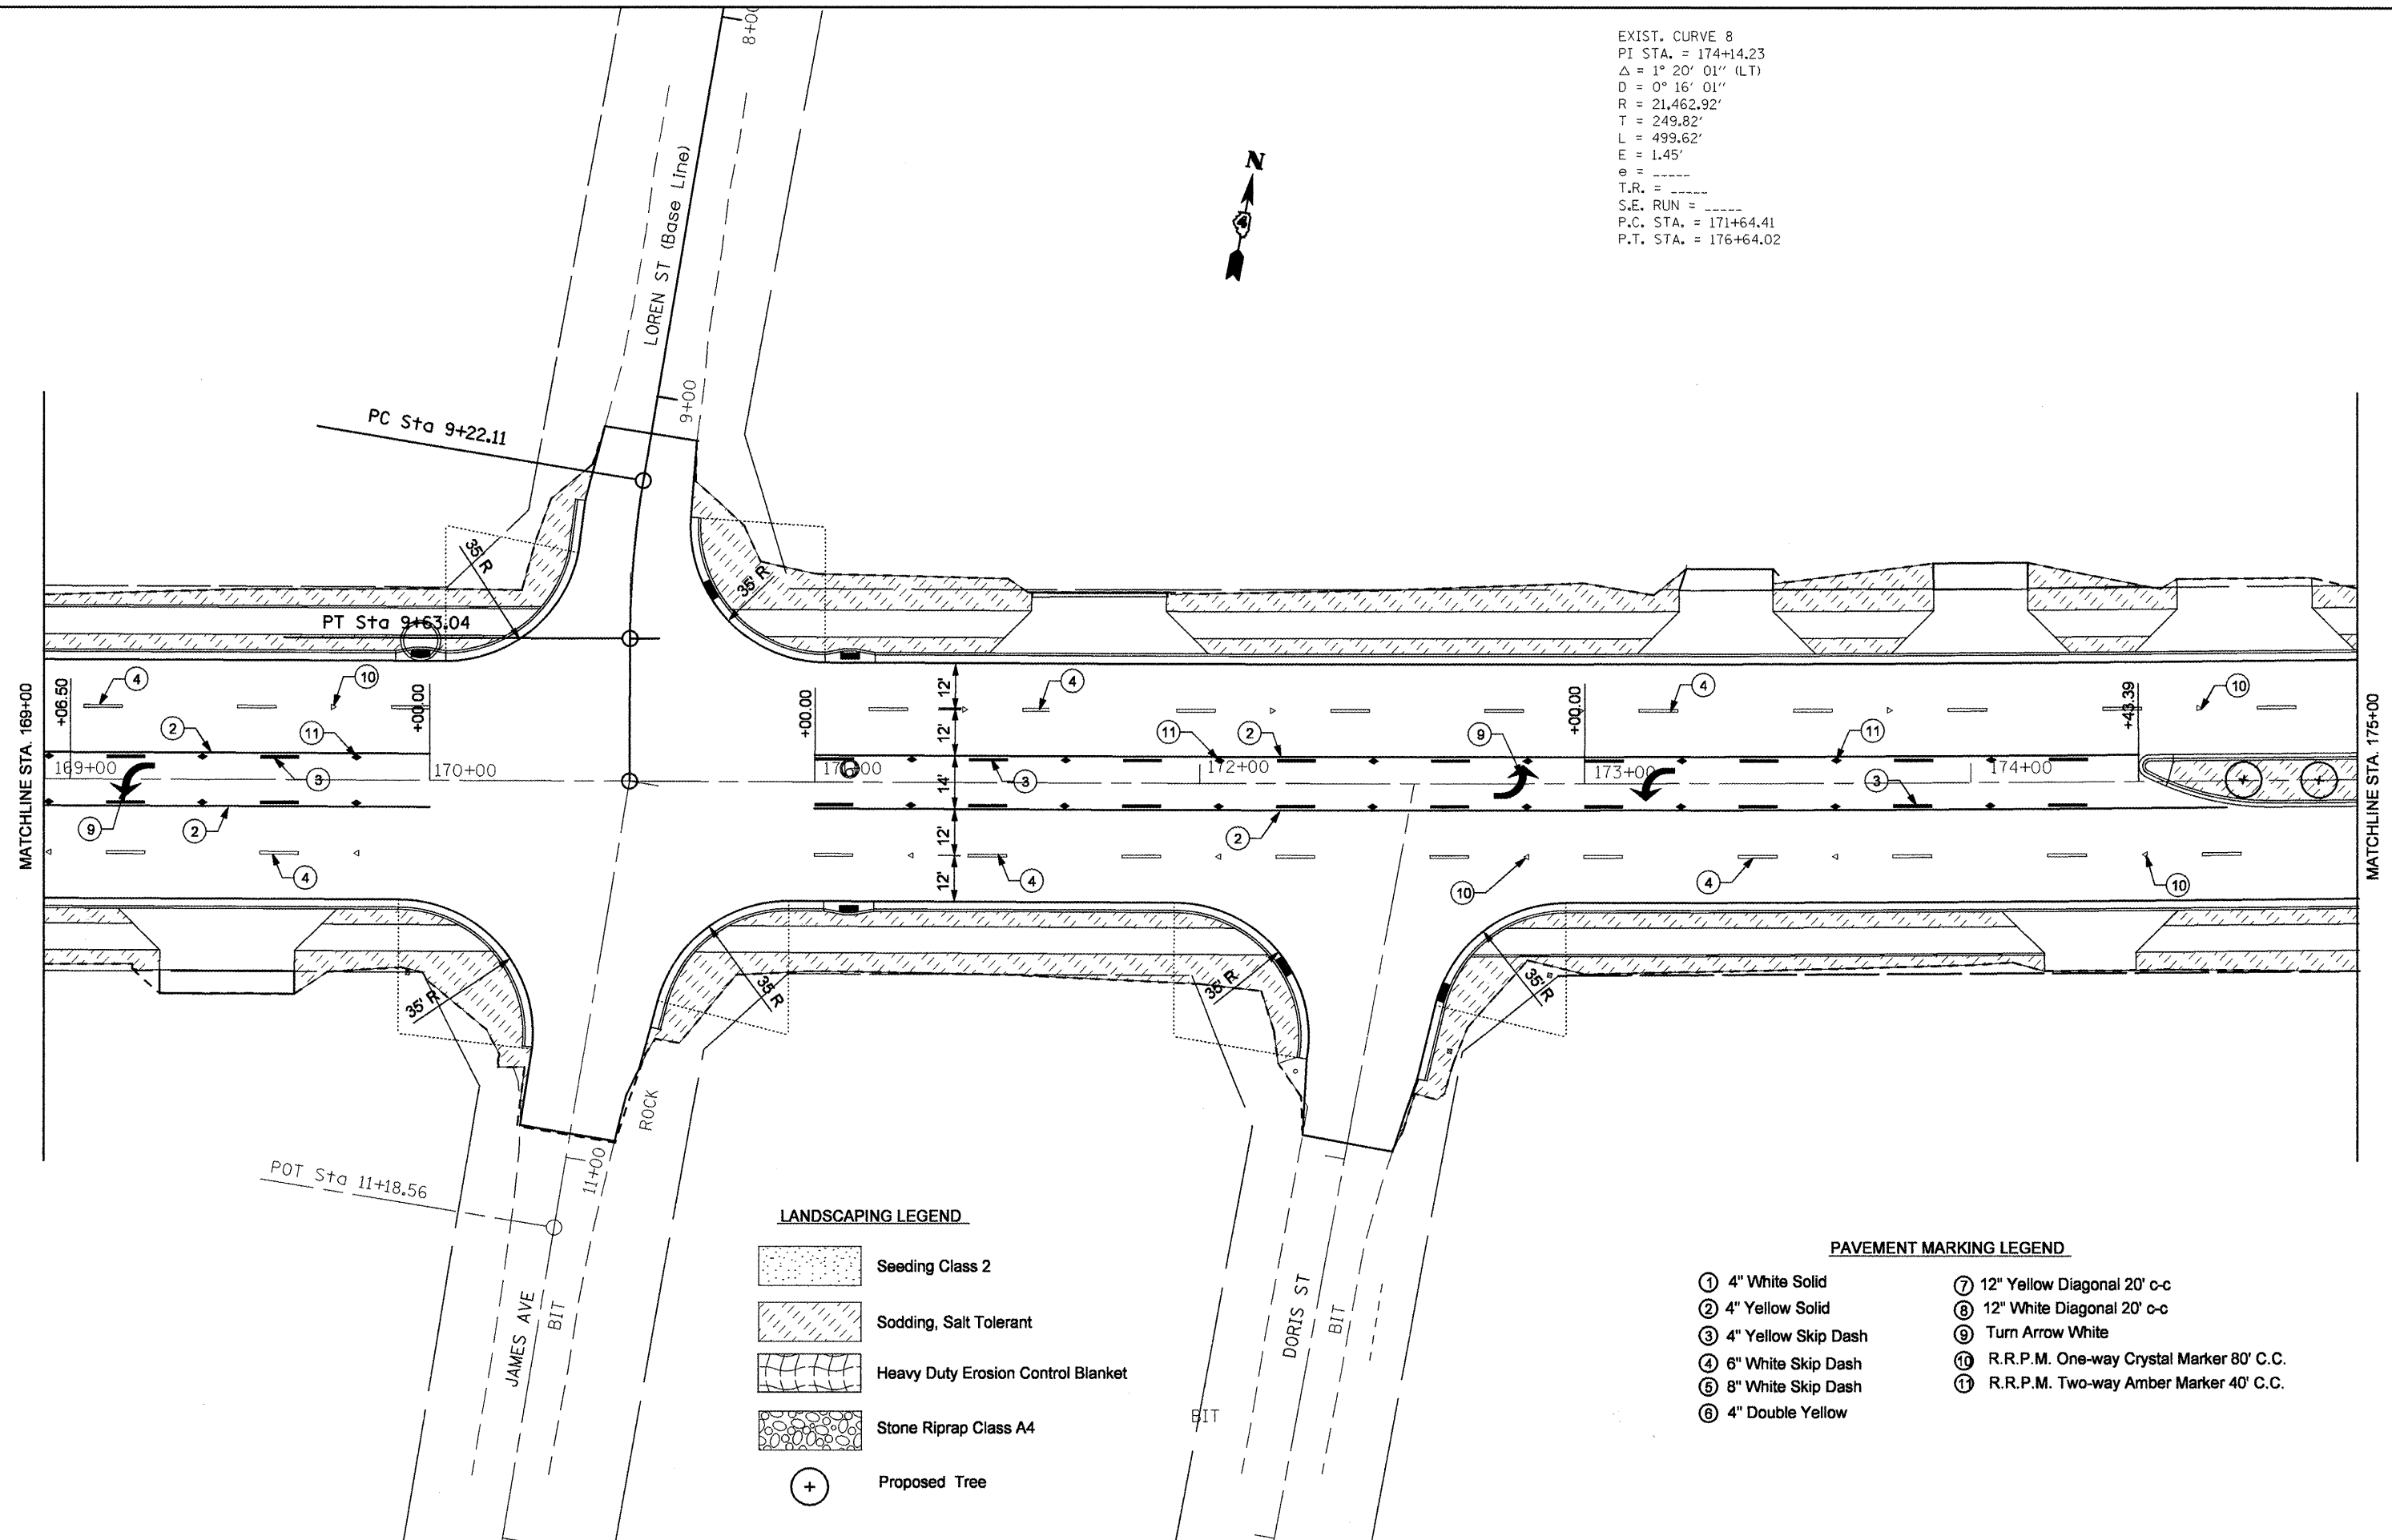 8+00
EXIST. CURVE 8
PI STA. = 174+14.23
Δ = 1° 20' 01'' (LT)
D = 0° 16' 01''
R = 21,462.92'
T = 249.82'
L = 499.62'
E = 1.45'
e = _____
T.R. = _____
S.E. RUN = _____
P.C. STA. = 171+64.41
P.T. STA. = 176+64.02
N
4
LOREN ST (Base Line)
9+00
PC Sta 9+22.11
35' R
35' R
PT Sta 9+63.04
MATCHLINE STA. 169+00
MATCHLINE STA. 175+00
+06.50
4
10
+00.00
+00.00
12'
4
+00.00
4
+43.39
10
2
11
12'
11
2
9
11
169+00
3
170+00
14'
3
172+00
173+00
174+00
3
9
2
12'
2
4
12'
4
10
4
10
35' R
35' R
35' R
35' R
ROCK
11+00
POT Sta 11+18.56
JAMES AVE
BIT
DORIS ST
BIT
BIT
LANDSCAPING LEGEND
Seeding Class 2
Sodding, Salt Tolerant
Heavy Duty Erosion Control Blanket
Stone Riprap Class A4
Proposed Tree
PAVEMENT MARKING LEGEND
1 4" White Solid
2 4" Yellow Solid
3 4" Yellow Skip Dash
4 6" White Skip Dash
5 8" White Skip Dash
6 4" Double Yellow
7 12" Yellow Diagonal 20' c-c
8 12" White Diagonal 20' c-c
9 Turn Arrow White
10 R.R.P.M. One-way Crystal Marker 80' C.C.
11 R.R.P.M. Two-way Amber Marker 40' C.C.